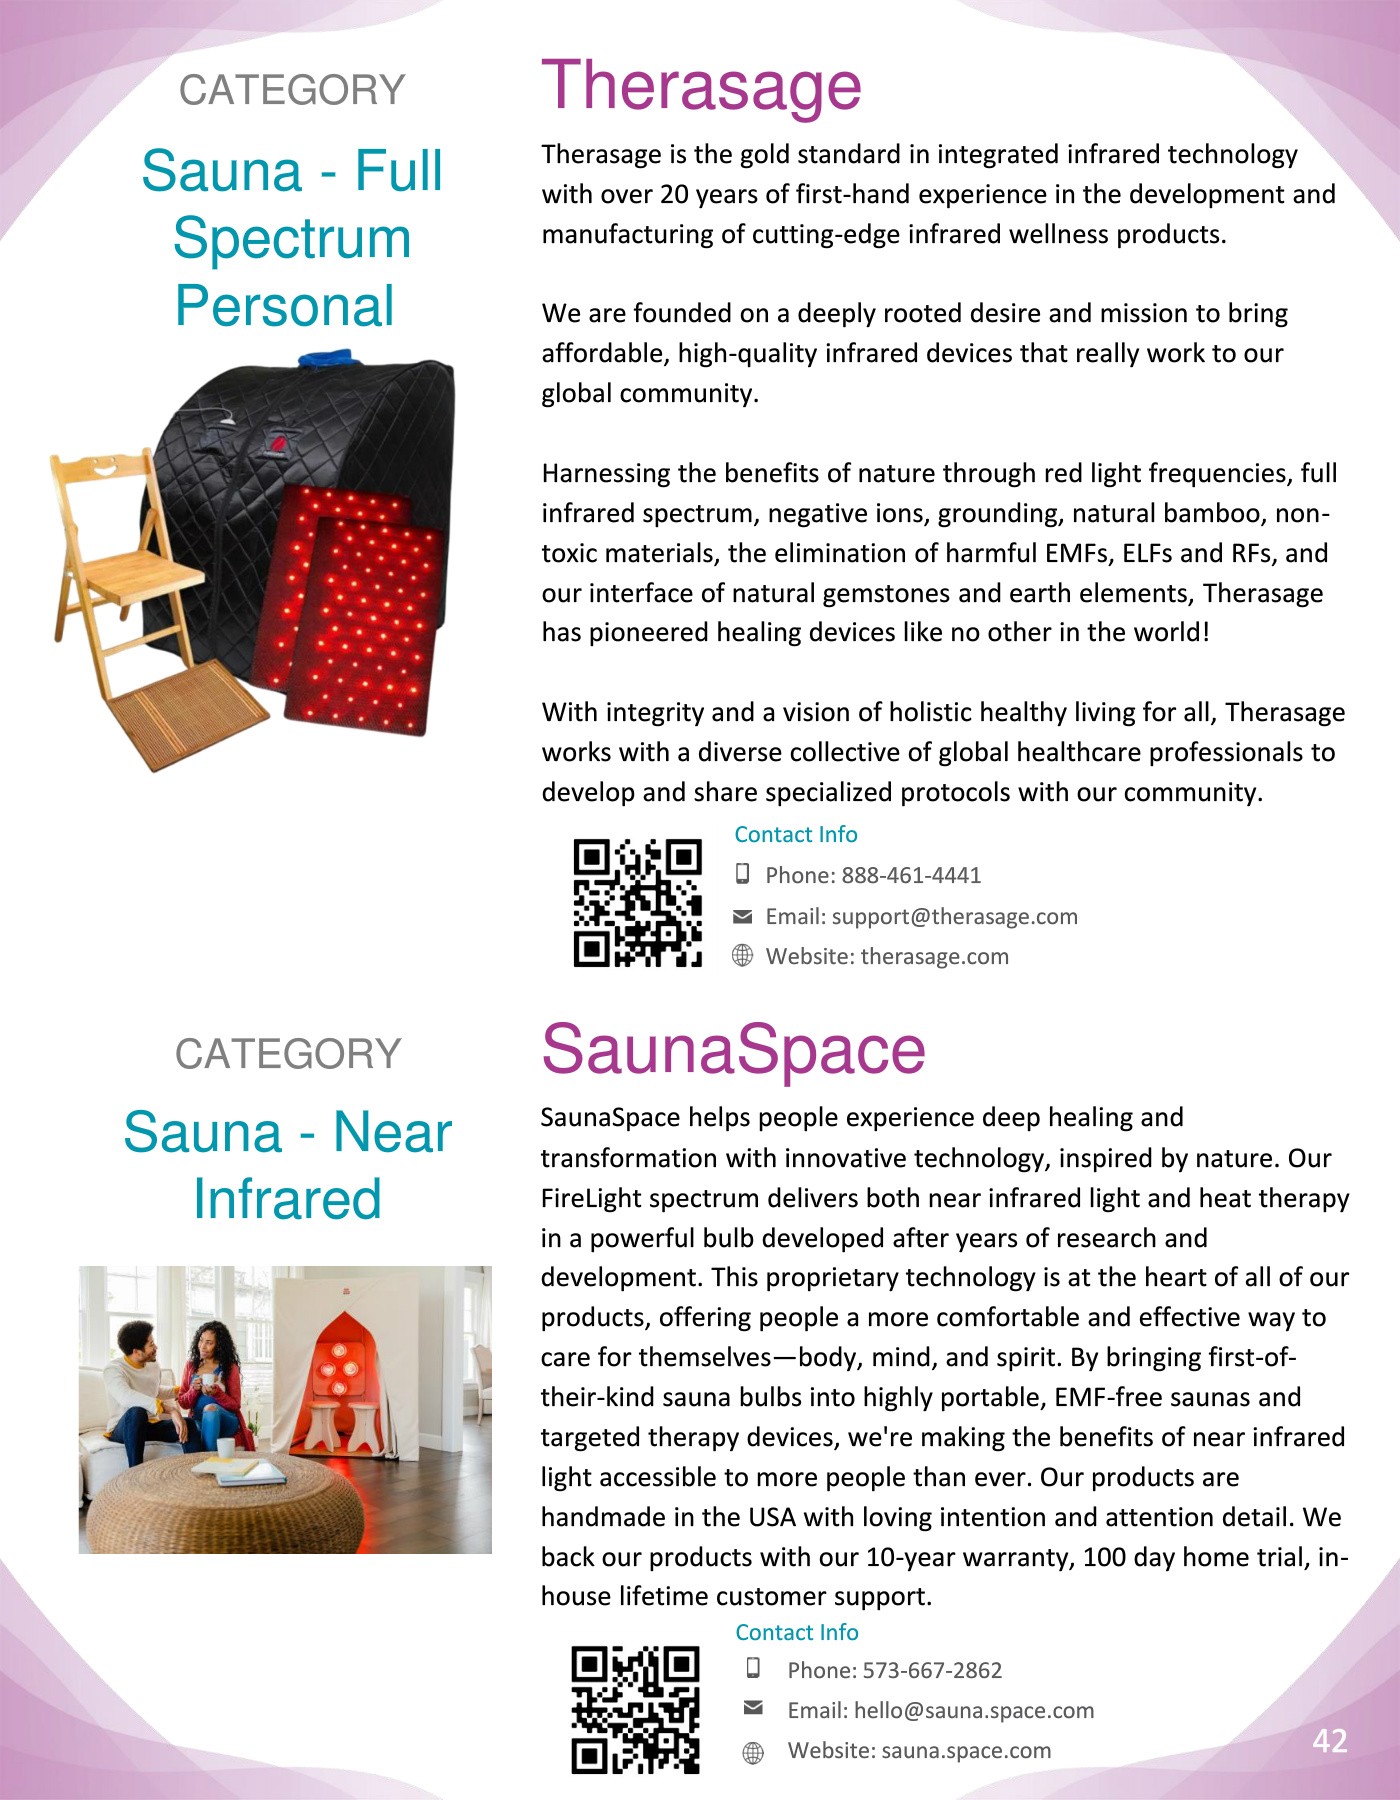 CATEGORY
Sauna - Full
Spectrum
Personal
Therasage
Therasage is the gold standard in integrated infrared technology
with over 20 years of first-hand experience in the development and
manufacturing of cutting-edge infrared wellness products.
We are founded on a deeply rooted desire and mission to bring
affordable, high-quality infrared devices that really work to our
global community.
Harnessing the benefits of nature through red light frequencies, full
infrared spectrum, negative ions, grounding, natural bamboo, non-
toxic materials, the elimination of harmful EMFs, ELFs and RFs, and
our interface of natural gemstones and earth elements, Therasage
has pioneered healing devices like no other in the world!
With integrity and a vision of holistic healthy living for all, Therasage
works with a diverse collective of global healthcare professionals to
develop and share specialized protocols with our community.
Contact Info
Phone: 888-461-4441
Email: support@therasage.com
Website: therasage.com
CATEGORY
Sauna - Near
Infrared
SaunaSpace
SaunaSpace helps people experience deep healing and
transformation with innovative technology, inspired by nature. Our
FireLight spectrum delivers both near infrared light and heat therapy
in a powerful bulb developed after years of research and
development. This proprietary technology is at the heart of all of our
products, offering people a more comfortable and effective way to
care for themselves—body, mind, and spirit. By bringing first-of-
their-kind sauna bulbs into highly portable, EMF-free saunas and
targeted therapy devices, we're making the benefits of near infrared
light accessible to more people than ever. Our products are
handmade in the USA with loving intention and attention detail. We
back our products with our 10-year warranty, 100 day home trial, in-
house lifetime customer support.
Contact Info
Phone: 573-667-2862
Email: hello@sauna.space.com
Website: sauna.space.com
42